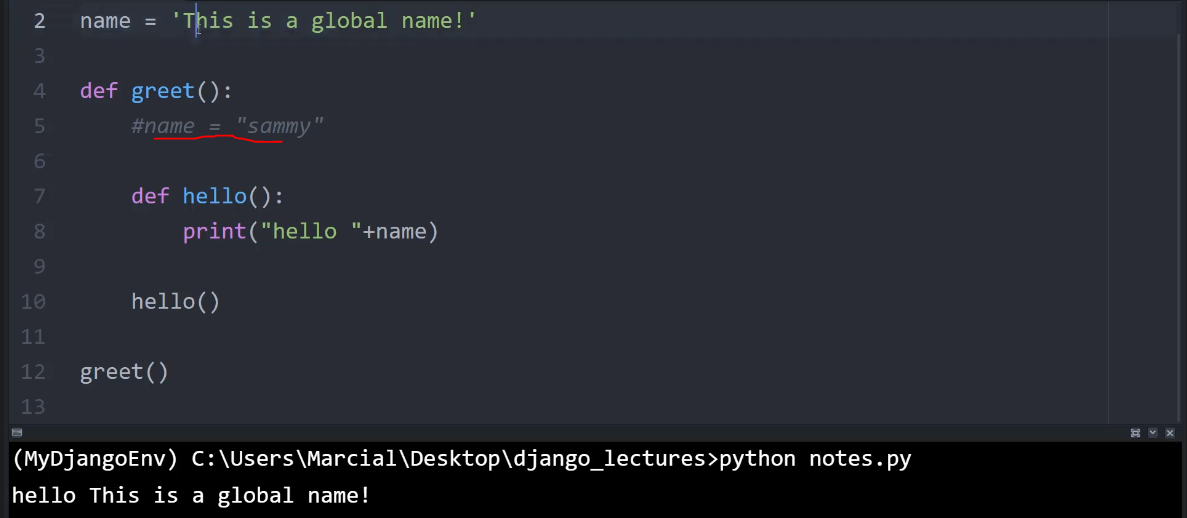 2 name = 'This is a global name!'
3
4 def greet():
5 #name = "sammy"
6
7 def hello():
8 print("hello "+name)
9
10 hello()
11
12 greet()
13
(MyDjangoEnv) C:\Users\Marcial\Desktop\django_lectures>python notes.py
hello This is a global name!